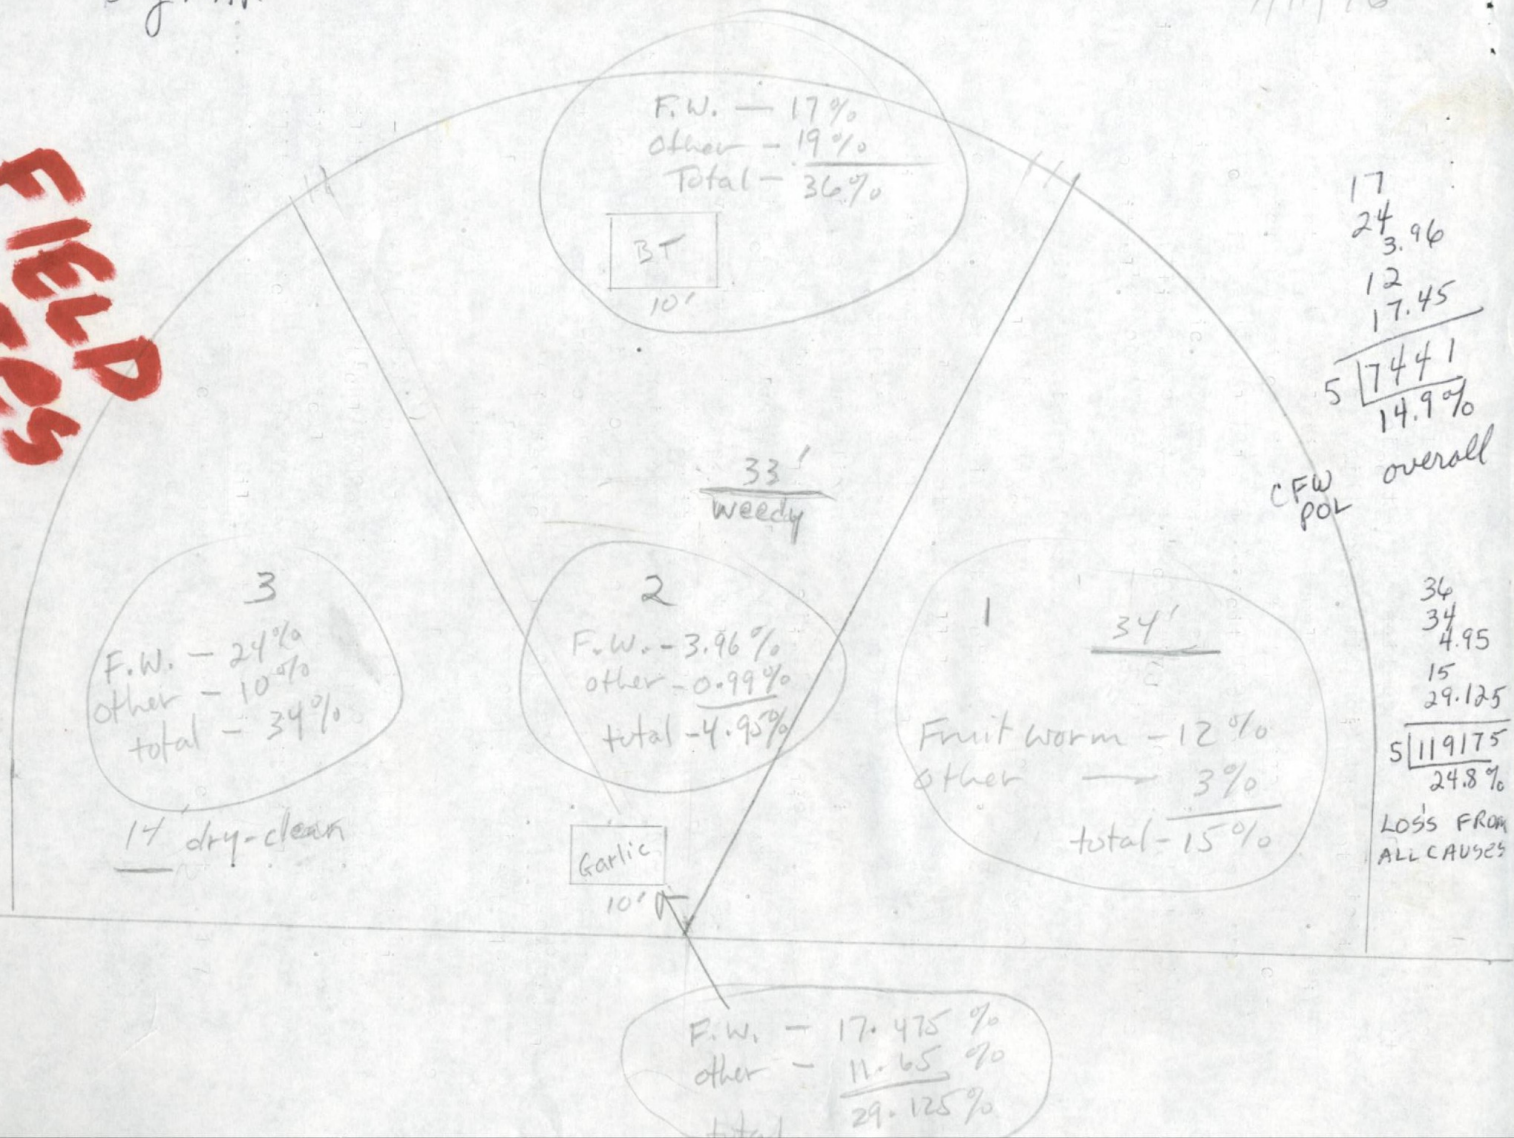 FIELD
F.W. — 17%
Other – 19%
Total – 36%
BT
10'
33'
weedy
3
F.W. – 24%
other – 10%
total – 34%
14' dry-clean
2
F.W. – 3.96%
other – 0.99%
total – 4.95%
Garlic
10'
1
34'
Fruit worm – 12%
other — 3%
total – 15%
F.W. – 17.475 %
other – 11.65 %
29.125%
total
17
24
3.96
12
17.45
5 7441
14.9%
overall
CFW
POL
36
34
4.95
15
29.125
5 119175
24.8%
LOSS FROM
ALL CAUSES